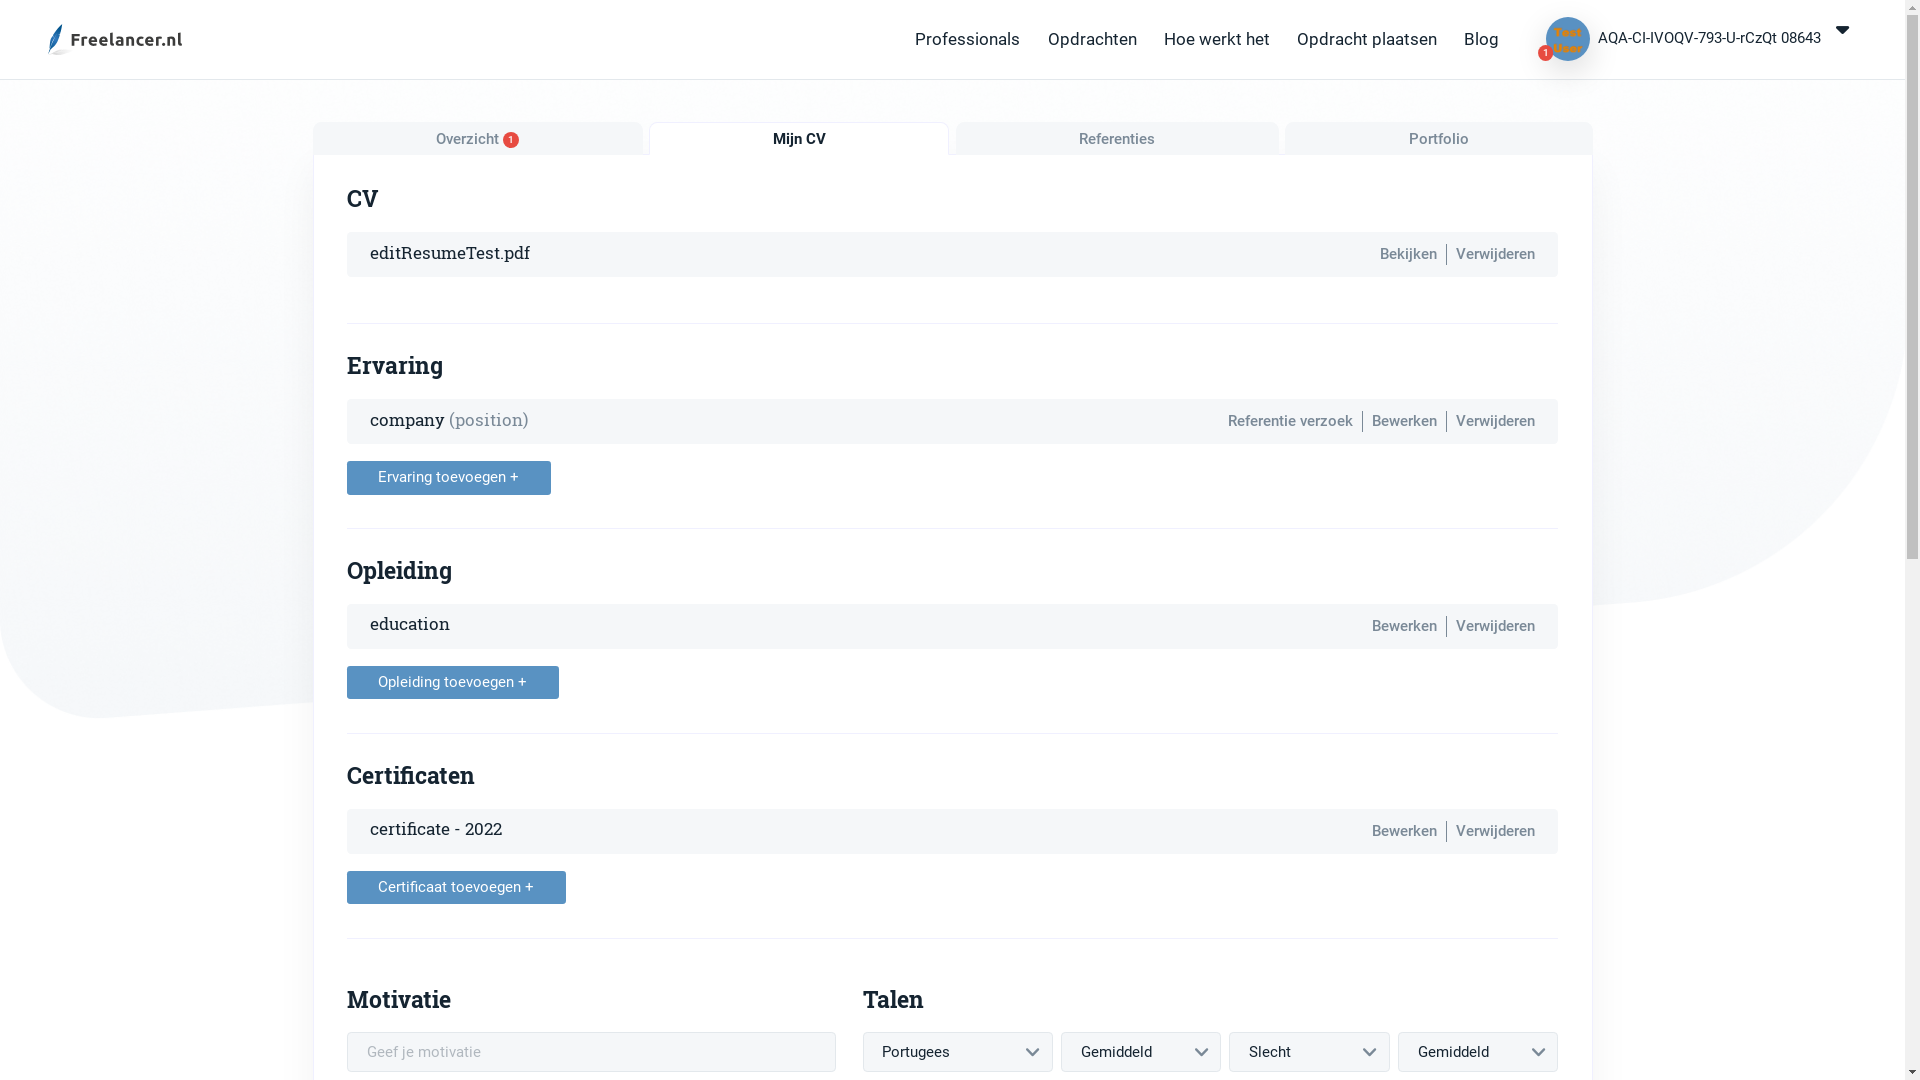 Freelancer.nl
Professionals
Opdrachten
Hoe werkt het
Opdracht plaatsen
Blog
Test
User
1
AQA-CI-IVOQV-793-U-rCzQt 08643
Overzicht 1
Mijn CV
Referenties
Portfolio
CV
editResumeTest.pdf
Bekijken
Verwijderen
Ervaring
company (position)
Referentie verzoek
Bewerken
Verwijderen
Ervaring toevoegen +
Opleiding
education
Bewerken
Verwijderen
Opleiding toevoegen +
Certificaten
certificate - 2022
Bewerken
Verwijderen
Certificaat toevoegen +
Motivatie
Geef je motivatie
Talen
Portugees
Gemiddeld
Slecht
Gemiddeld